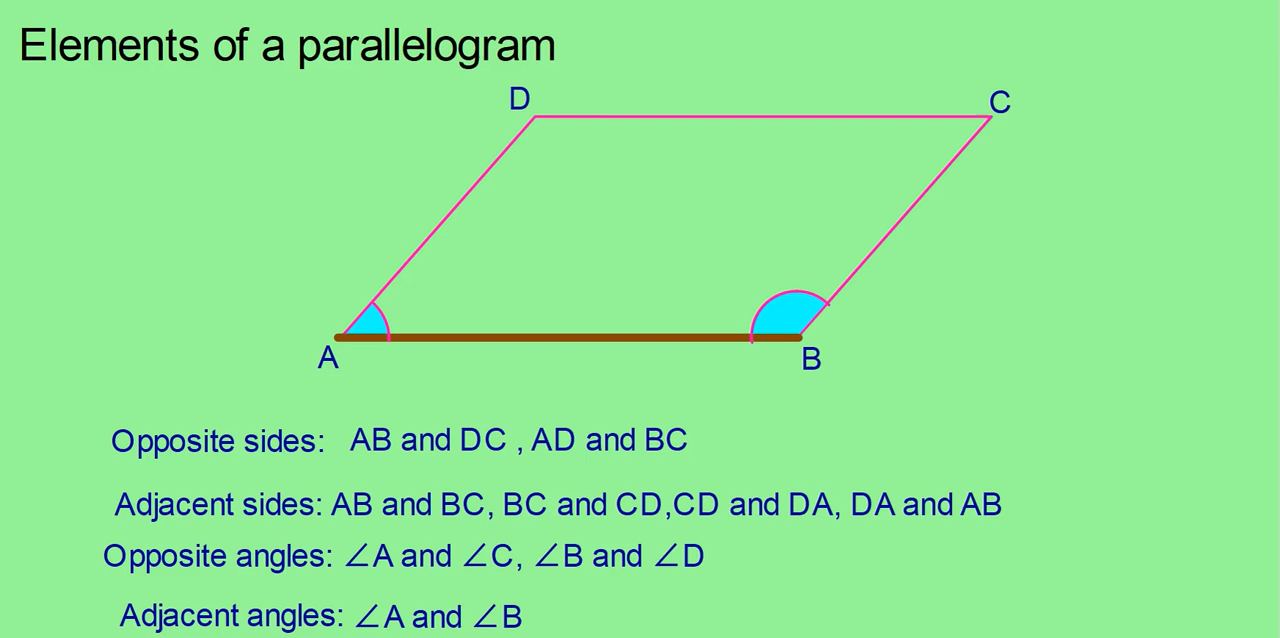 Elements of a parallelogram
D
C
A
B
Opposite sides: AB and DC , AD and BC
Adjacent sides: AB and BC, BC and CD,CD and DA, DA and AB
Opposite angles: ∠A and ∠C, ∠B and ∠D
Adjacent angles: ∠A and ∠B